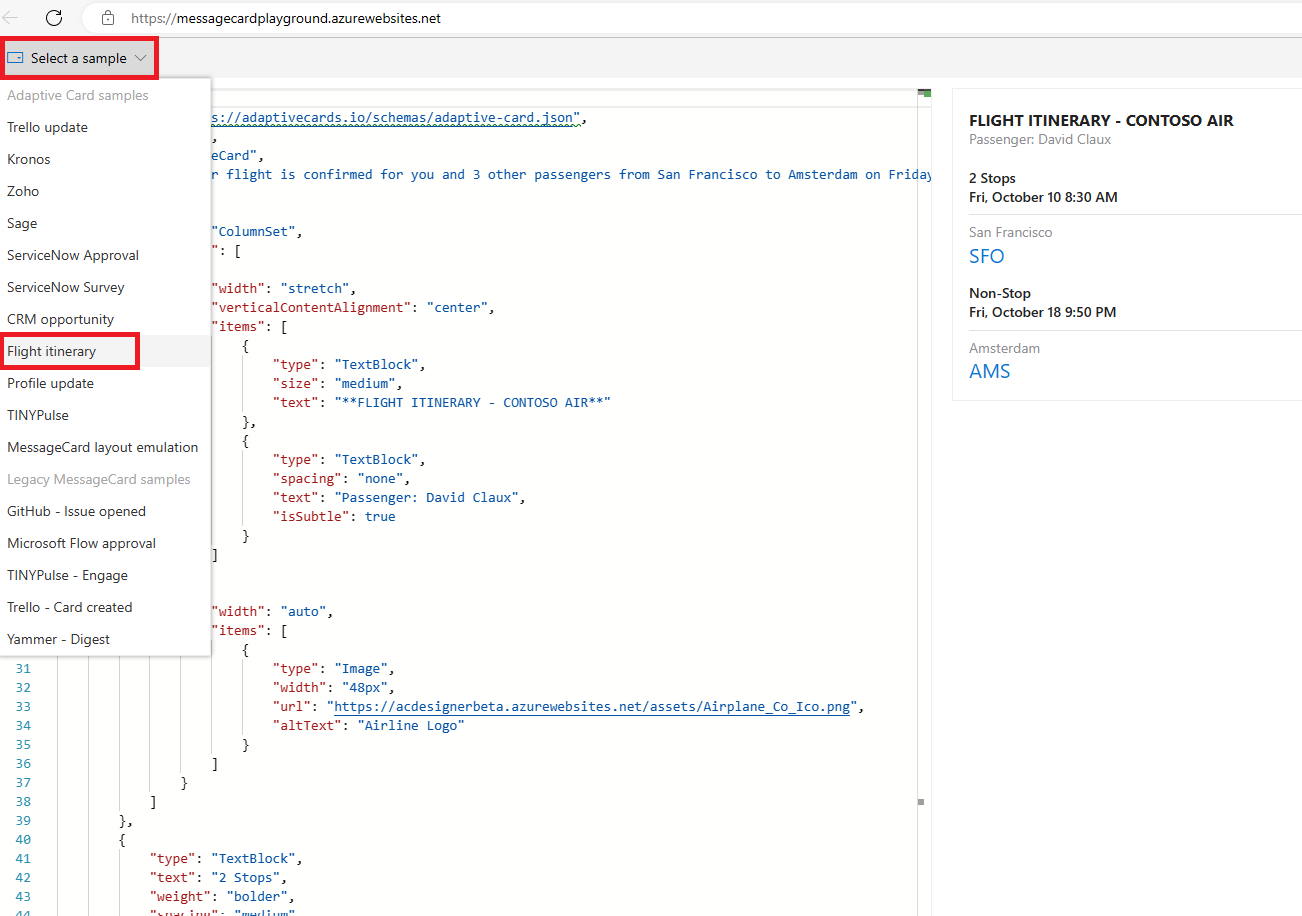 https://messagecardplayground.azurewebsites.net
Select a sample
Adaptive Card samples
Trello update
Kronos
Zoho
Sage
ServiceNow Approval
ServiceNow Survey
CRM opportunity
Flight itinerary
Profile update
TINYPulse
MessageCard layout emulation
Legacy MessageCard samples
GitHub - Issue opened
Microsoft Flow approval
TINYPulse - Engage
Trello - Card created
Yammer - Digest
s://adaptivecards.io/schemas/adaptive-card.json",
,
eCard",
r flight is confirmed for you and 3 other passengers from San Francisco to Amsterdam on Friday
"ColumnSet",
": [
"width": "stretch",
"verticalContentAlignment": "center",
"items": [
{
"type": "TextBlock",
"size": "medium",
"text": "**FLIGHT ITINERARY - CONTOSO AIR**"
},
{
"type": "TextBlock",
"spacing": "none",
"text": "Passenger: David Claux",
"isSubtle": true
}
]
"width": "auto",
"items": [
{
31 "type": "Image",
32 "width": "48px",
33 "url": "https://acdesignerbeta.azurewebsites.net/assets/Airplane_Co_Ico.png",
34 "altText": "Airline Logo"
35 }
36 ]
37 }
38 ]
39 },
40 {
41 "type": "TextBlock",
42 "text": "2 Stops",
43 "weight": "bolder",
44 "spacing": "medium"
FLIGHT ITINERARY - CONTOSO AIR
Passenger: David Claux
2 Stops
Fri, October 10 8:30 AM
San Francisco
SFO
Non-Stop
Fri, October 18 9:50 PM
Amsterdam
AMS